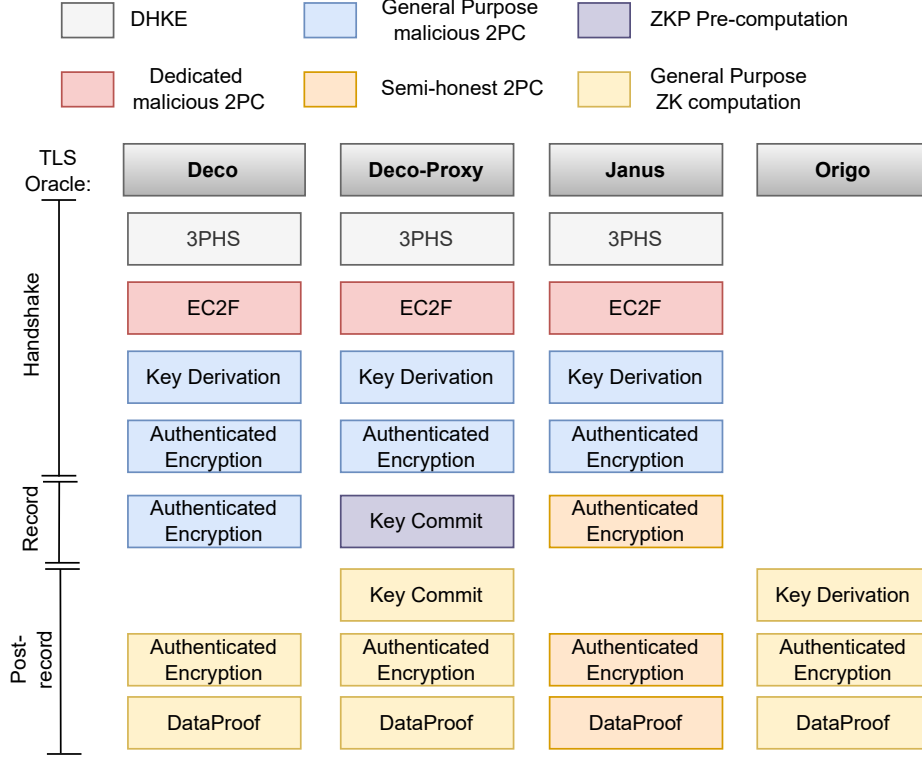 DHKE
General Purpose
malicious 2PC
ZKP Pre-computation
Dedicated
malicious 2PC
Semi-honest 2PC
General Purpose
ZK computation
TLS
Oracle:
Deco
Deco-Proxy
Janus
Origo
Handshake
3PHS
3PHS
3PHS
EC2F
EC2F
EC2F
Key Derivation
Key Derivation
Key Derivation
Authenticated
Encryption
Authenticated
Encryption
Authenticated
Encryption
Record
Authenticated
Encryption
Key Commit
Authenticated
Encryption
Post-
record
Key Commit
Key Derivation
Authenticated
Encryption
Authenticated
Encryption
Authenticated
Encryption
Authenticated
Encryption
DataProof
DataProof
DataProof
DataProof